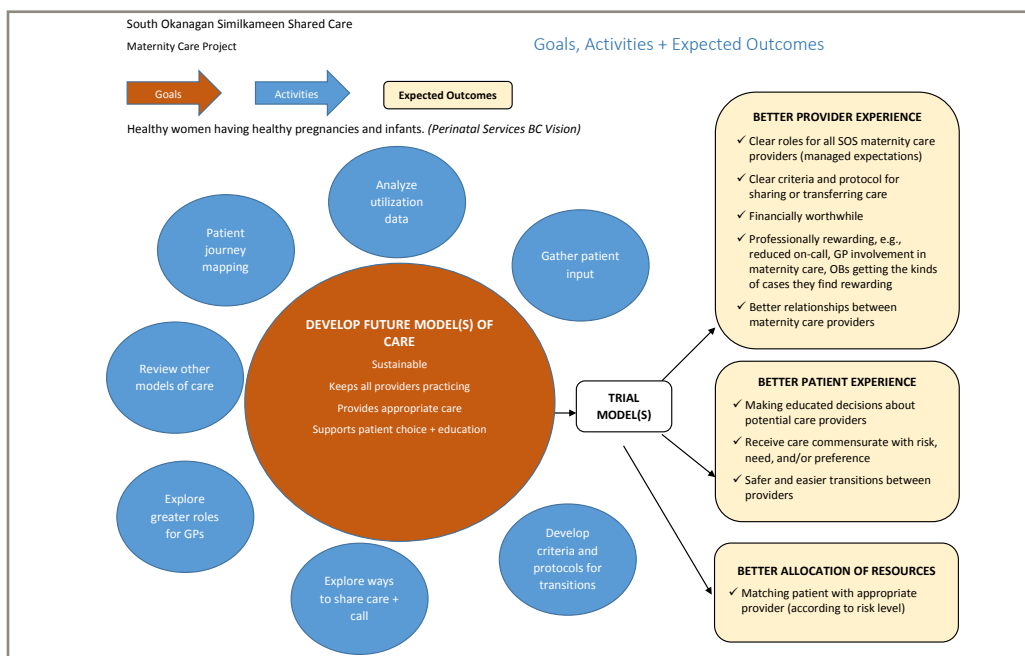 South Okanagan Similkameen Shared Care
Maternity Care Project
Goals, Activities + Expected Outcomes
Goals
Activities
Expected Outcomes
Healthy women having healthy pregnancies and infants. (Perinatal Services BC Vision)
Analyze
utilization
data
Patient
journey
mapping
Gather patient
input
Review other
models of care
Explore
greater roles
for GPs
Explore ways
to share care +
call
Develop
criteria and
protocols for
transitions
DEVELOP FUTURE MODEL(S) OF
CARE
Sustainable
Keeps all providers practicing
Provides appropriate care
Supports patient choice + education
TRIAL
MODEL(S)
BETTER PROVIDER EXPERIENCE
✓ Clear roles for all SOS maternity care
providers (managed expectations)
✓ Clear criteria and protocol for
sharing or transferring care
✓ Financially worthwhile
✓ Professionally rewarding, e.g.,
reduced on-call, GP involvement in
maternity care, OBs getting the kinds
of cases they find rewarding
✓ Better relationships between
maternity care providers
BETTER PATIENT EXPERIENCE
✓ Making educated decisions about
potential care providers
✓ Receive care commensurate with risk,
need, and/or preference
✓ Safer and easier transitions between
providers
BETTER ALLOCATION OF RESOURCES
✓ Matching patient with appropriate
provider (according to risk level)